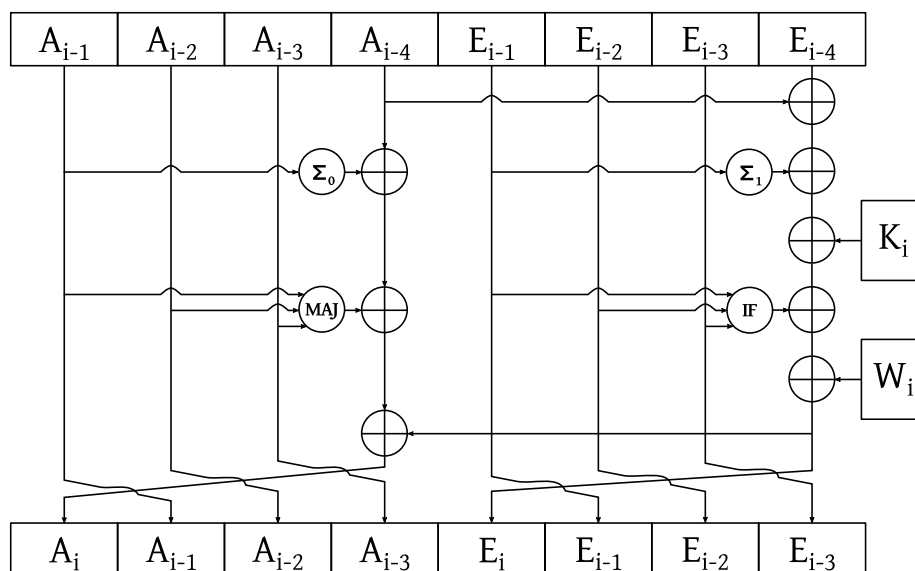 A_{i-1} A_{i-2} A_{i-3} A_{i-4} E_{i-1} E_{i-2} E_{i-3} E_{i-4}
Σ₀ Σ₁
K_i
MAJ IF
W_i
A_i A_{i-1} A_{i-2} A_{i-3} E_i E_{i-1} E_{i-2} E_{i-3}